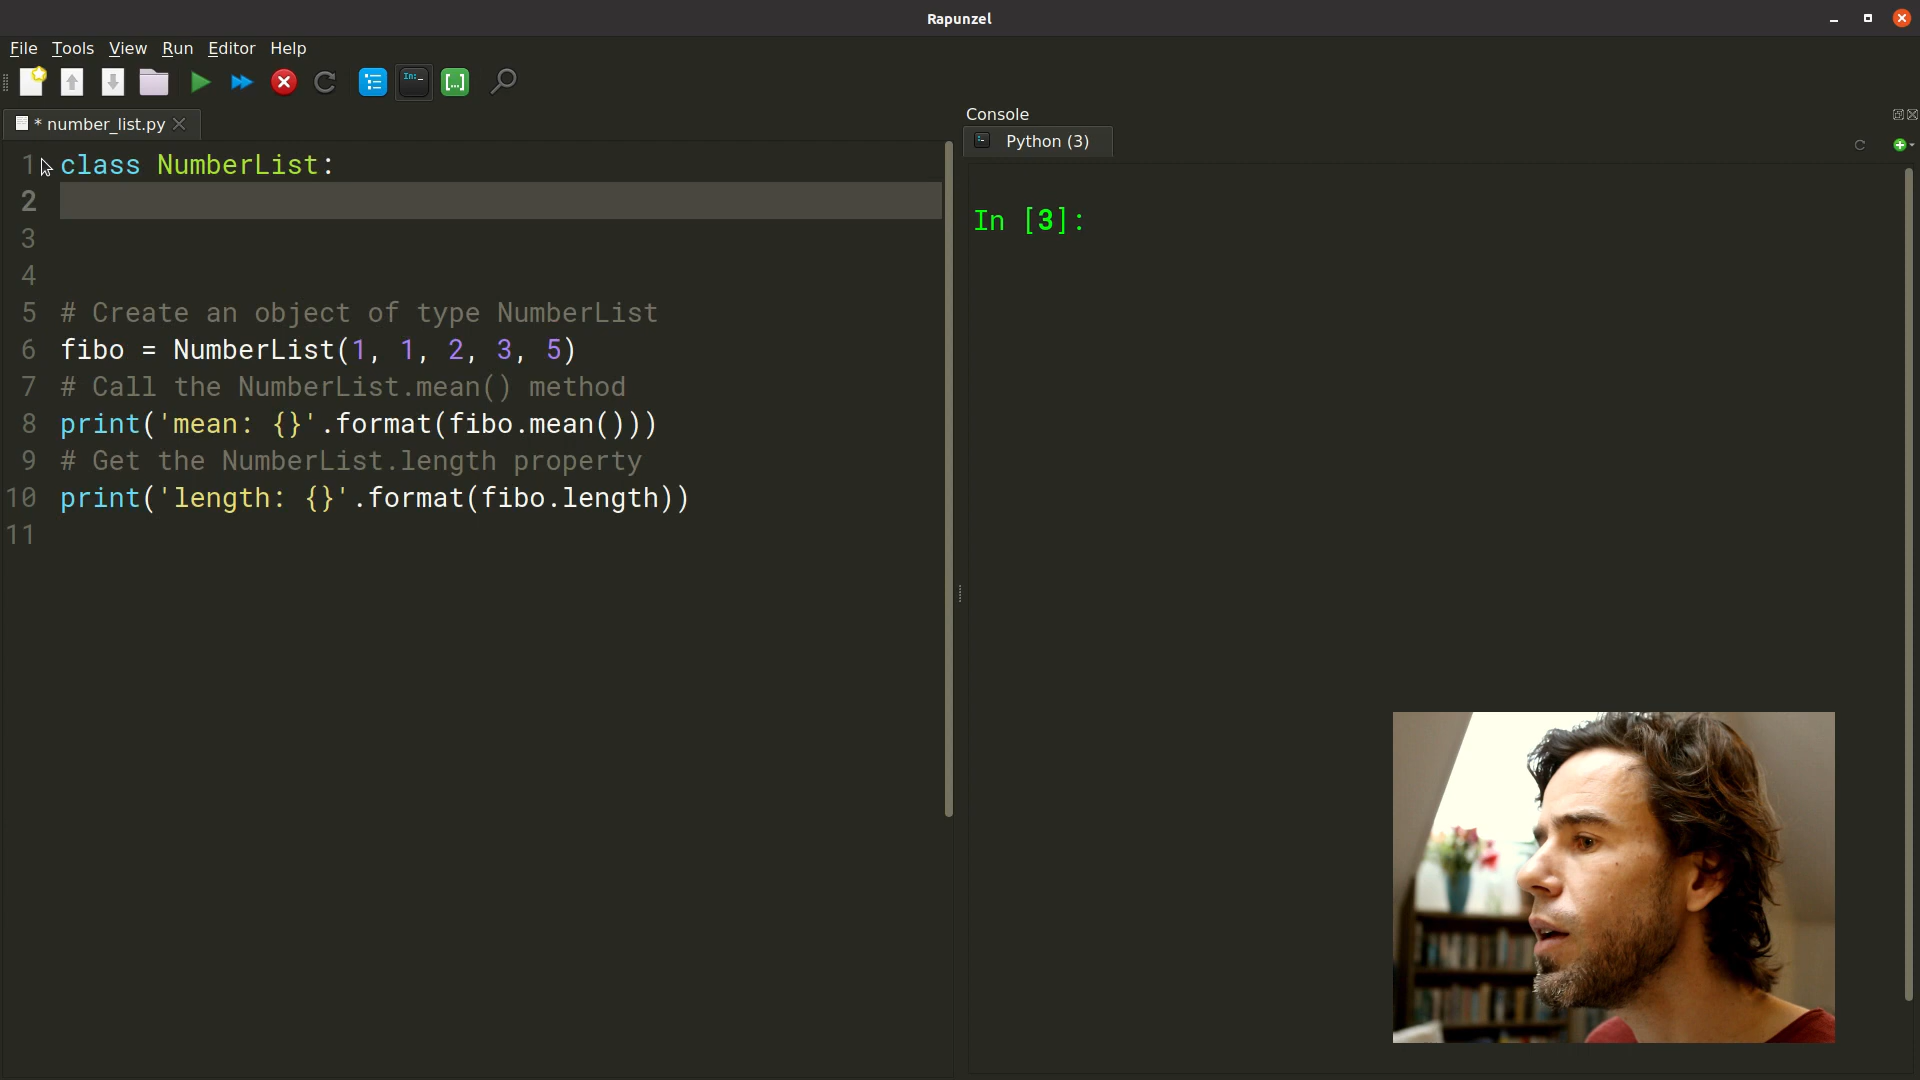 Rapunzel
File Tools View Run Editor Help
In:_
[...]
* number_list.py
1 class NumberList:
2
3
4
5 # Create an object of type NumberList
6 fibo = NumberList(1, 1, 2, 3, 5)
7 # Call the NumberList.mean() method
8 print('mean: {}'.format(fibo.mean()))
9 # Get the NumberList.length property
10 print('length: {}'.format(fibo.length))
11
Console
Python (3)
In [3]: